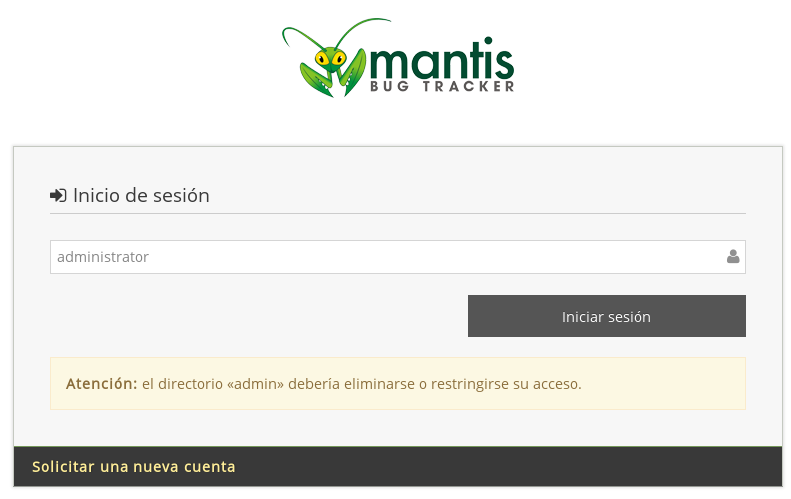 mantis
BUG TRACKER
Inicio de sesión
administrator
Iniciar sesión
Atención: el directorio «admin» debería eliminarse o restringirse su acceso.
Solicitar una nueva cuenta